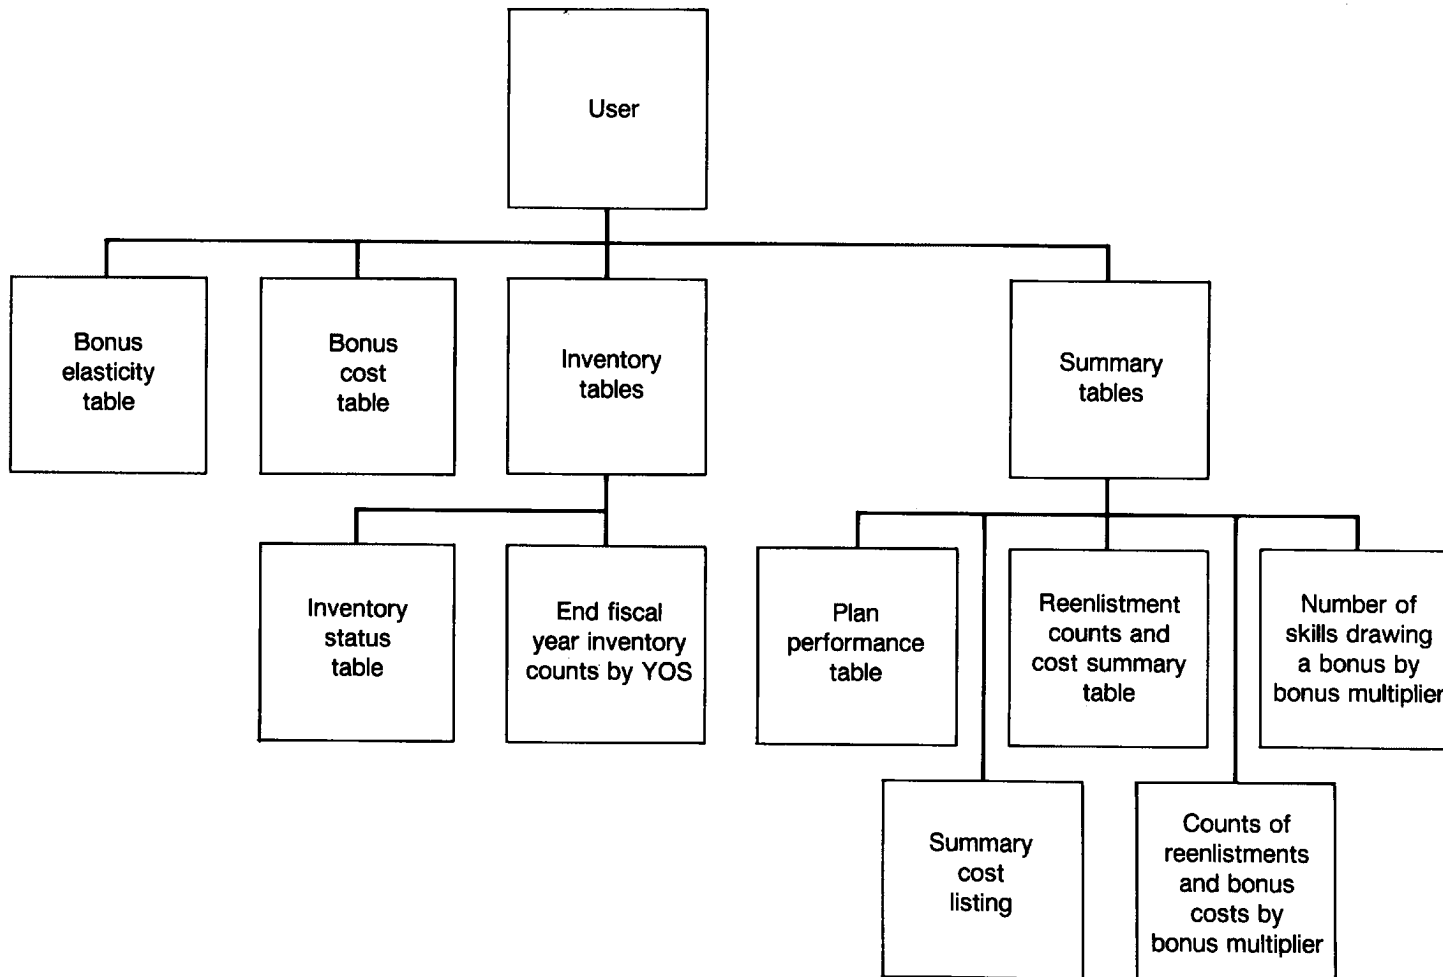 User
Bonus
elasticity
table
Bonus
cost
table
Inventory
tables
Summary
tables
Inventory
status
table
End fiscal
year inventory
counts by YOS
Plan
performance
table
Reenlistment
counts and
cost summary
table
Number of
skills drawing
a bonus by
bonus multiplier
Summary
cost
listing
Counts of
reenlistments
and bonus
costs by
bonus multiplier